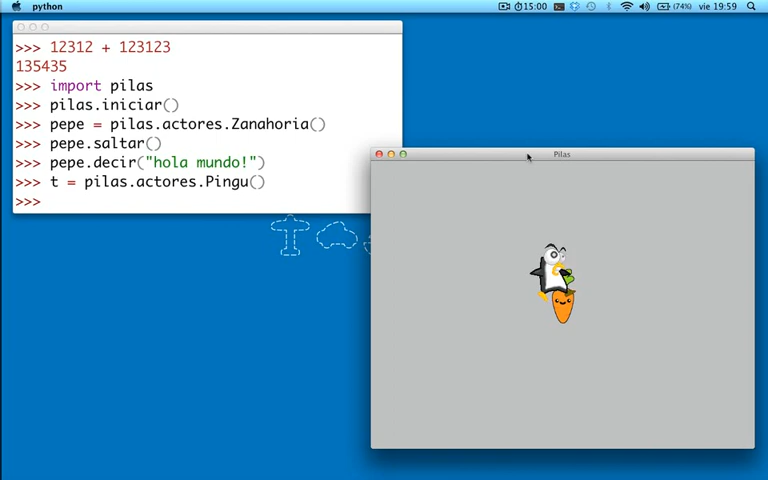 python
15:00
(74%)
vie 19:59
>>> 12312 + 123123
135435
>>> import pilas
>>> pilas.iniciar()
>>> pepe = pilas.actores.Zanahoria()
>>> pepe.saltar()
>>> pepe.decir("hola mundo!")
>>> t = pilas.actores.Pingu()
>>>
Pilas